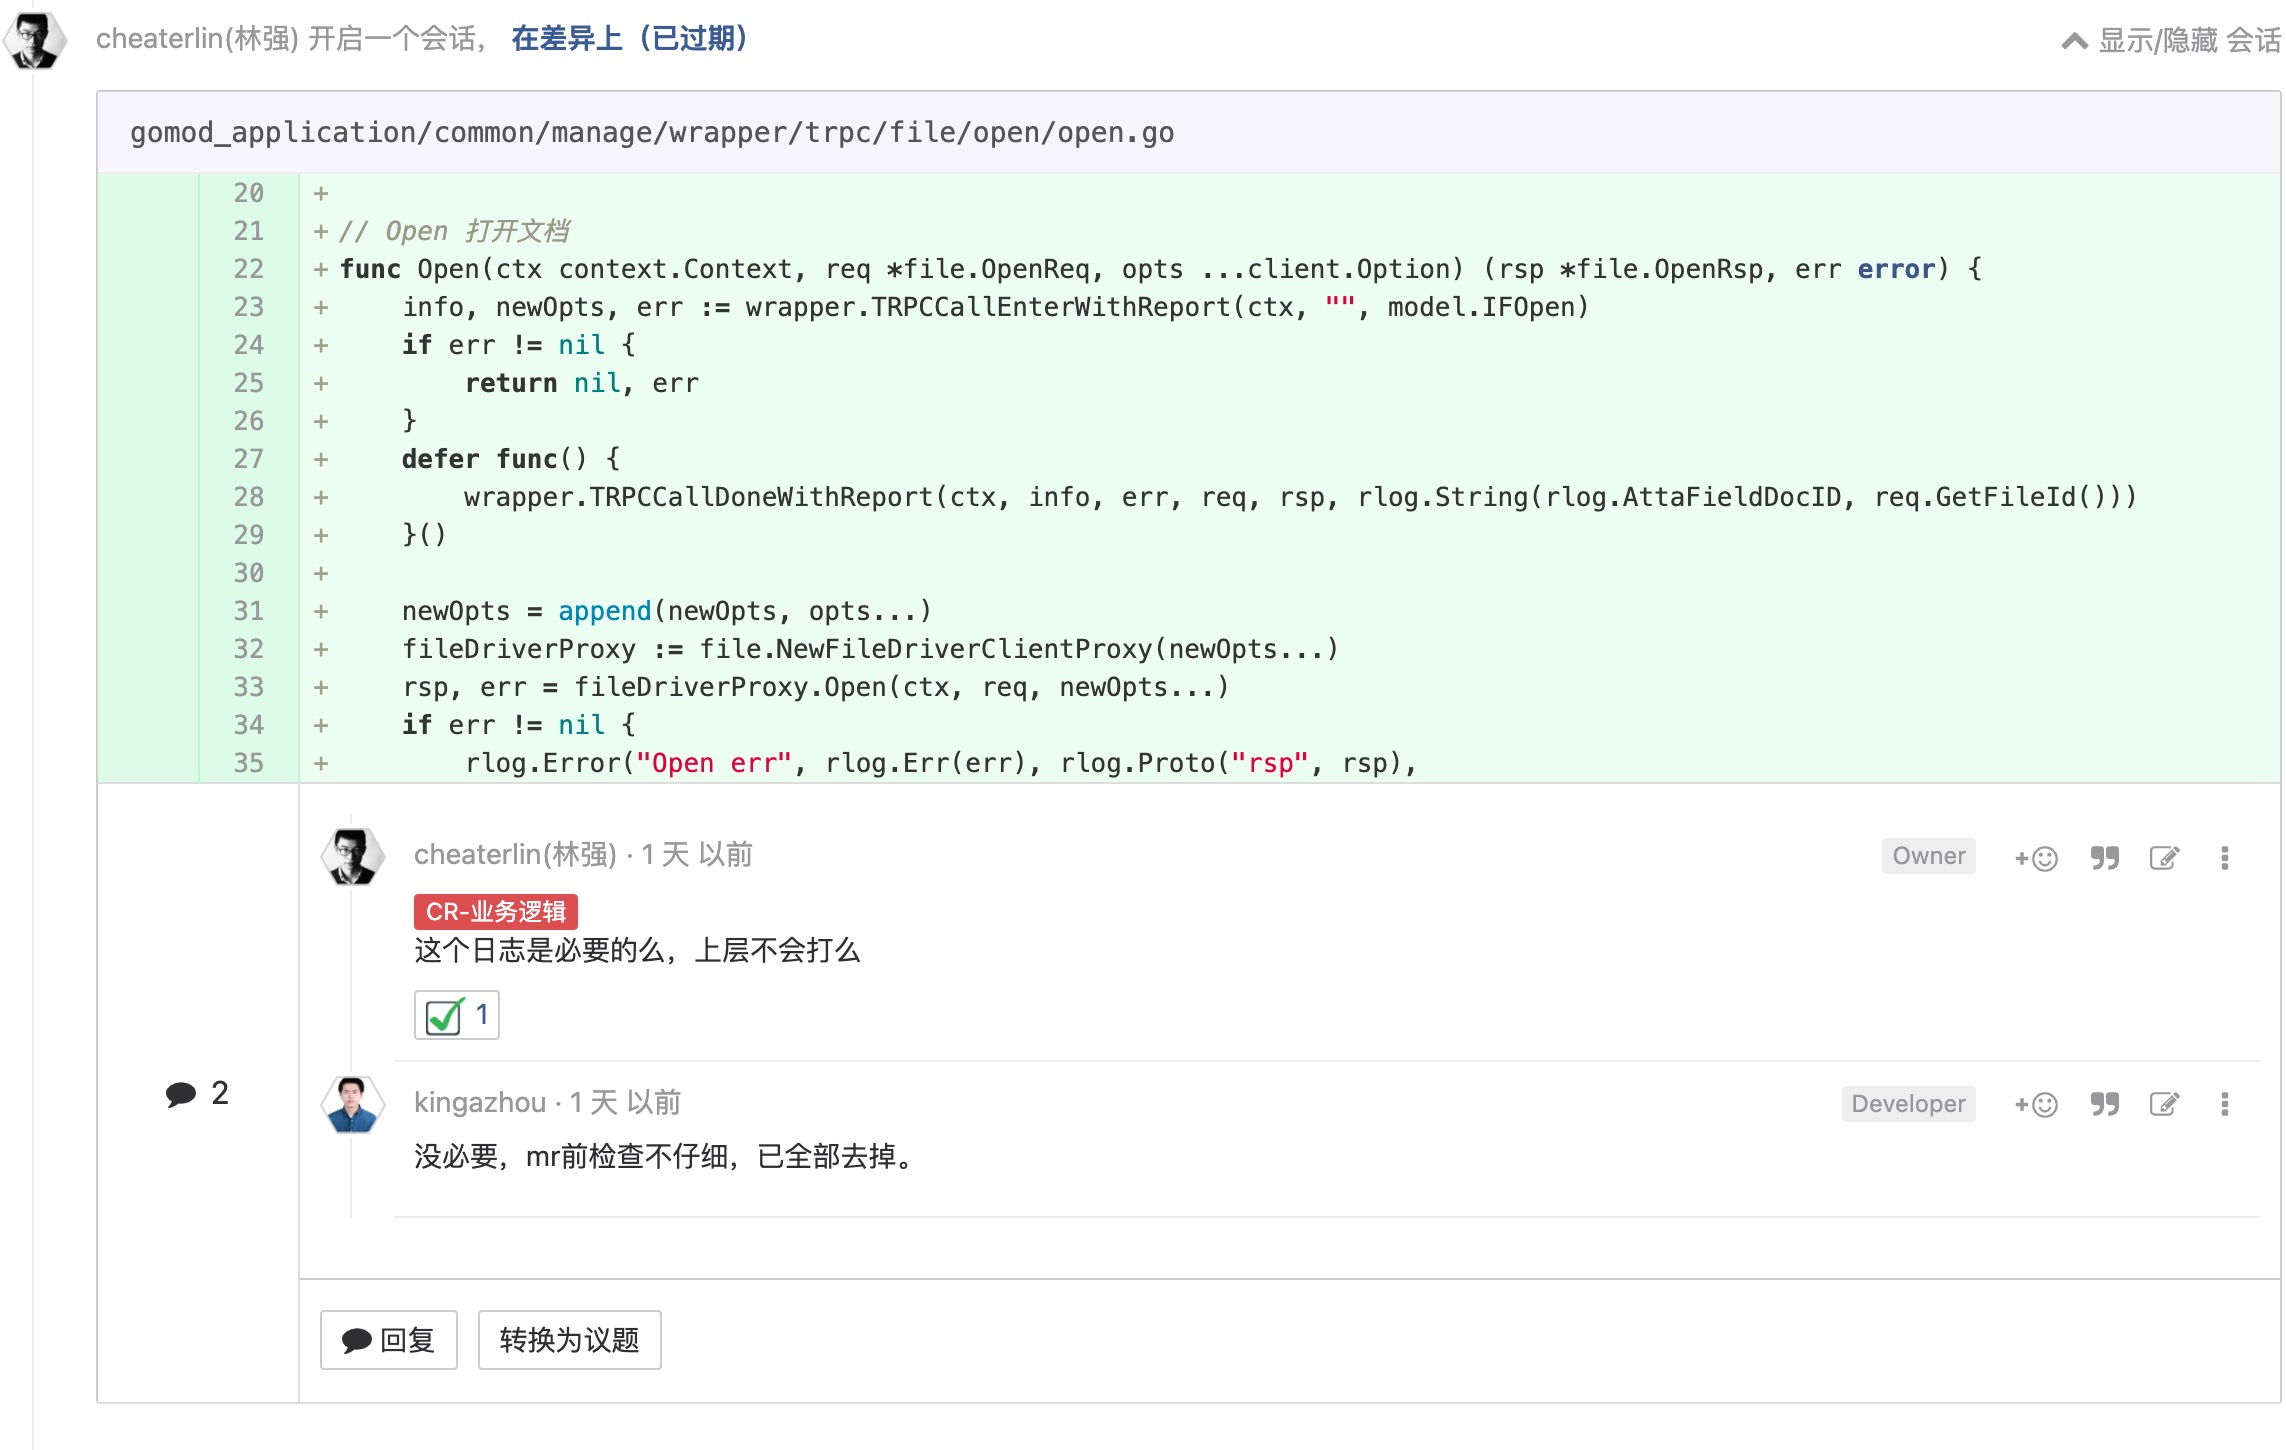 cheaterlin(林强) 开启一个会话， 在差异上（已过期）
显示/隐藏 会话
gomod_application/common/manage/wrapper/trpc/file/open/open.go
20 +
21 + // Open 打开文档
22 + func Open(ctx context.Context, req *file.OpenReq, opts ...client.Option) (rsp *file.OpenRsp, err error) {
23 +     info, newOpts, err := wrapper.TRPCCallEnterWithReport(ctx, "", model.IFOpen)
24 +     if err != nil {
25 +         return nil, err
26 +     }
27 +     defer func() {
28 +         wrapper.TRPCCallDoneWithReport(ctx, info, err, req, rsp, rlog.String(rlog.AttaFieldDocID, req.GetFileId()))
29 +     }()
30 +
31 +     newOpts = append(newOpts, opts...)
32 +     fileDriverProxy := file.NewFileDriverClientProxy(newOpts...)
33 +     rsp, err = fileDriverProxy.Open(ctx, req, newOpts...)
34 +     if err != nil {
35 +         rlog.Error("Open err", rlog.Err(err), rlog.Proto("rsp", rsp),
2
cheaterlin(林强) · 1 天 以前
Owner
CR-业务逻辑
这个日志是必要的么，上层不会打么
1
kingazhou · 1 天 以前
Developer
没必要，mr前检查不仔细，已全部去掉。
回复
转换为议题